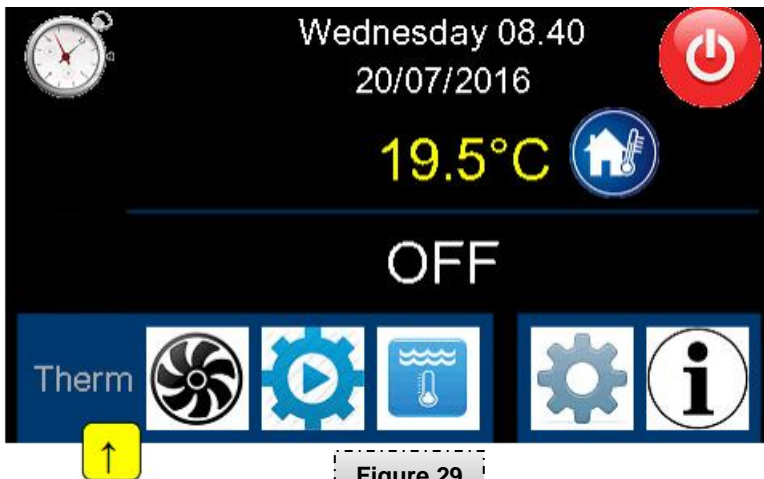 Wednesday 08.40
20/07/2016
19.5°C
OFF
Therm
↑
Figure 29